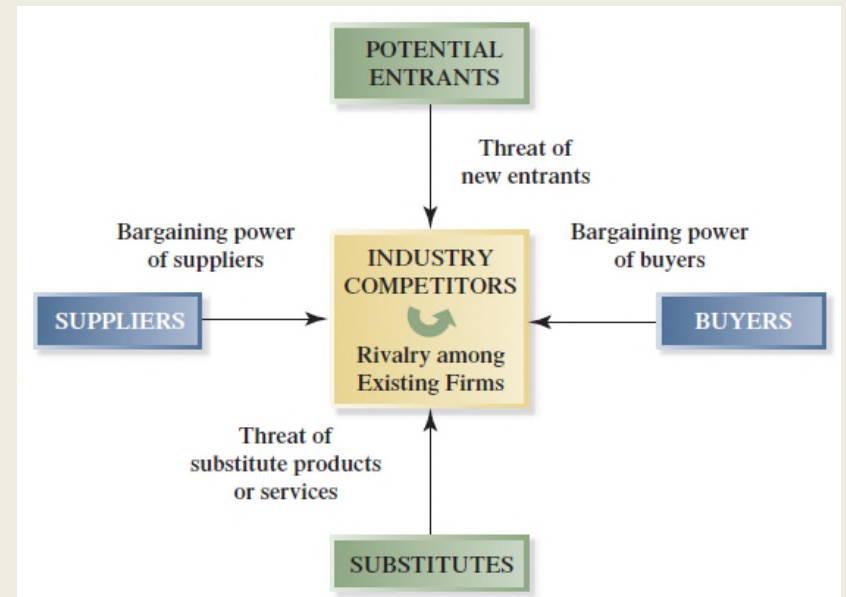 POTENTIAL
ENTRANTS
Threat of
new entrants
Bargaining power
of suppliers
INDUSTRY
COMPETITORS
Rivalry among
Existing Firms
Bargaining power
of buyers
SUPPLIERS
BUYERS
Threat of
substitute products
or services
SUBSTITUTES